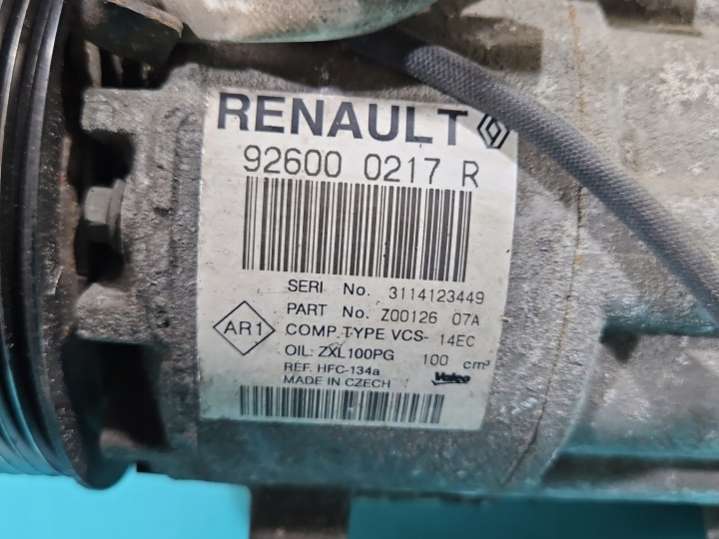 RENAULT
92600 0217 R
SERI No. 3114123449
PART No. Z00126 07A
AR1
COMP.TYPE VCS- 14EC
OIL: ZXL100PG 100 cm³
REF. HFC-134a
MADE IN CZECH
Valeo